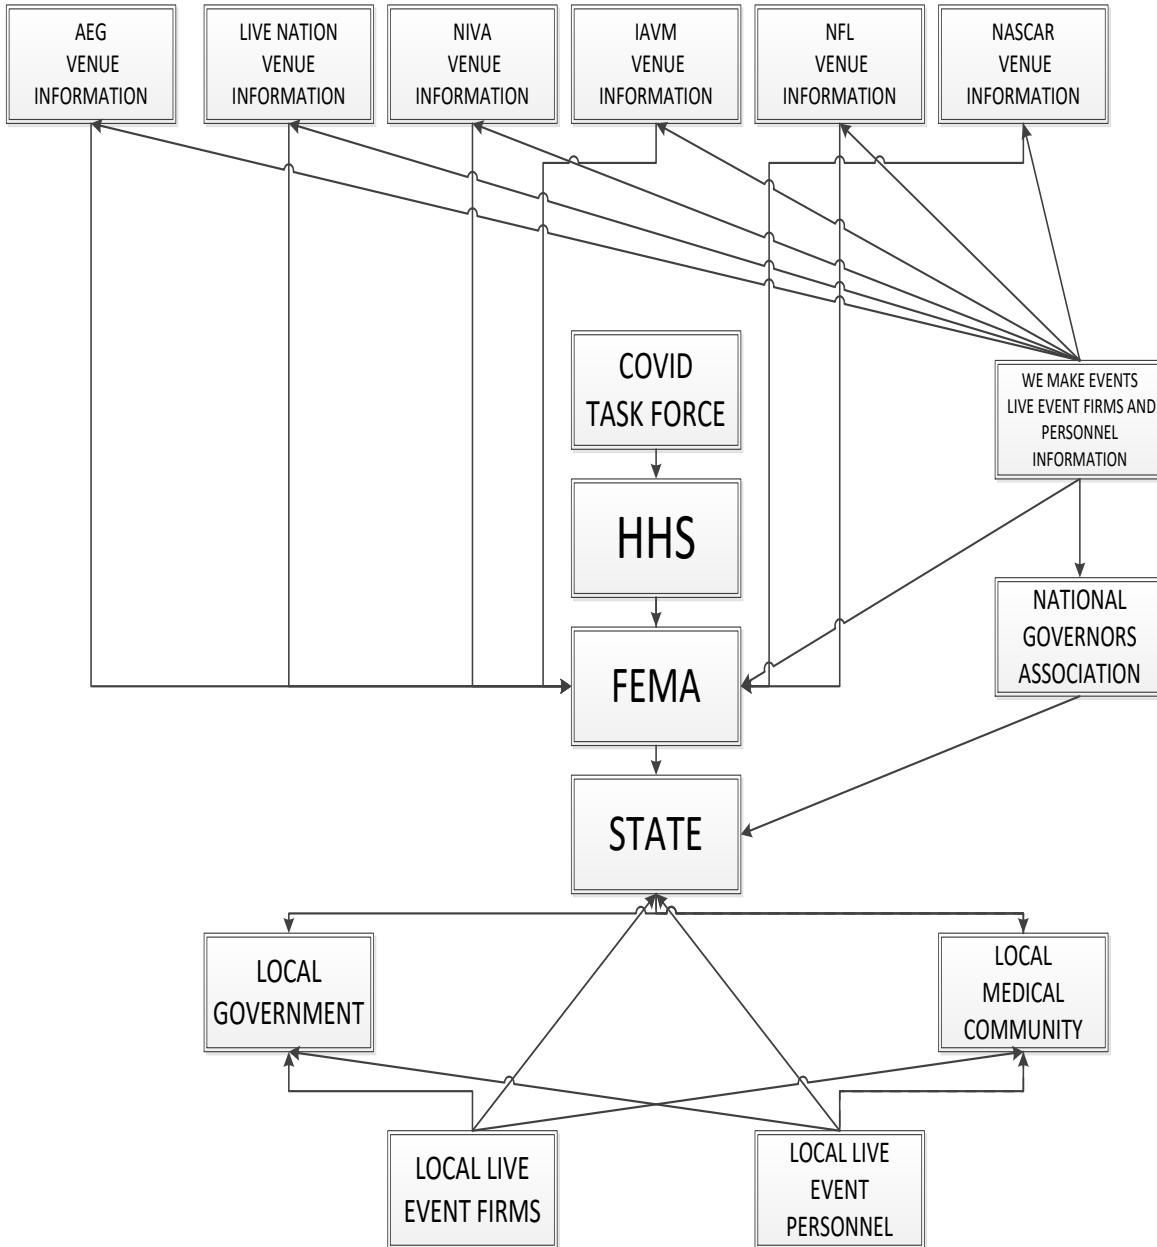 AEG
VENUE
INFORMATION
LIVE NATION
VENUE
INFORMATION
NIVA
VENUE
INFORMATION
IAVM
VENUE
INFORMATION
NFL
VENUE
INFORMATION
NASCAR
VENUE
INFORMATION
COVID
TASK FORCE
WE MAKE EVENTS
LIVE EVENT FIRMS AND
PERSONNEL
INFORMATION
HHS
NATIONAL
GOVERNORS
ASSOCIATION
FEMA
STATE
LOCAL
GOVERNMENT
LOCAL
MEDICAL
COMMUNITY
LOCAL LIVE
EVENT FIRMS
LOCAL LIVE
EVENT
PERSONNEL